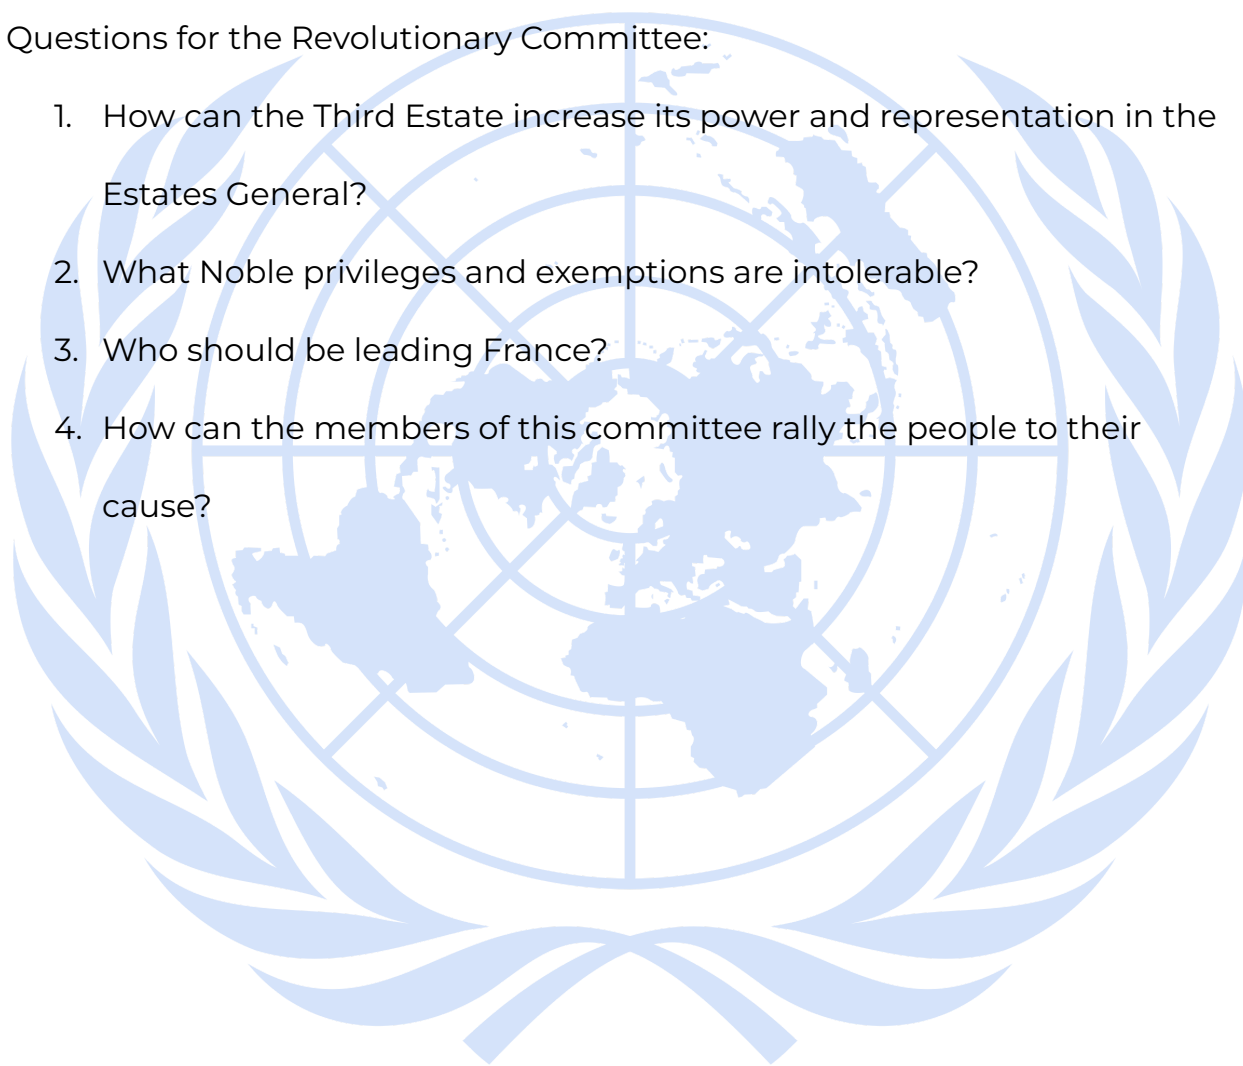 Questions for the Revolutionary Committee:
1. How can the Third Estate increase its power and representation in the
Estates General?
2. What Noble privileges and exemptions are intolerable?
3. Who should be leading France?
4. How can the members of this committee rally the people to their
cause?